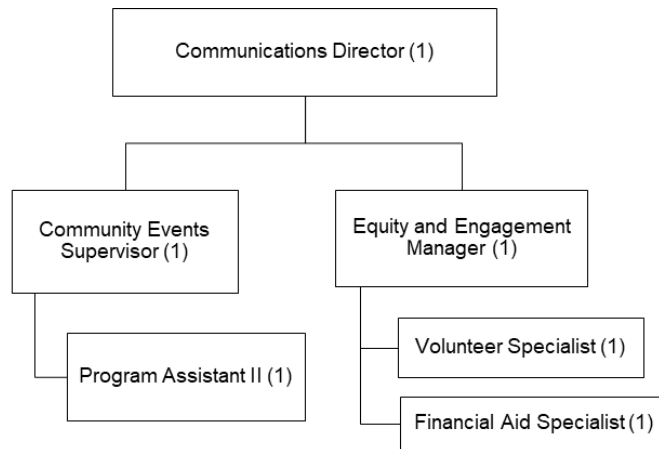 Communications Director (1)
Community Events
Supervisor (1)
Equity and Engagement
Manager (1)
Program Assistant II (1)
Volunteer Specialist (1)
Financial Aid Specialist (1)